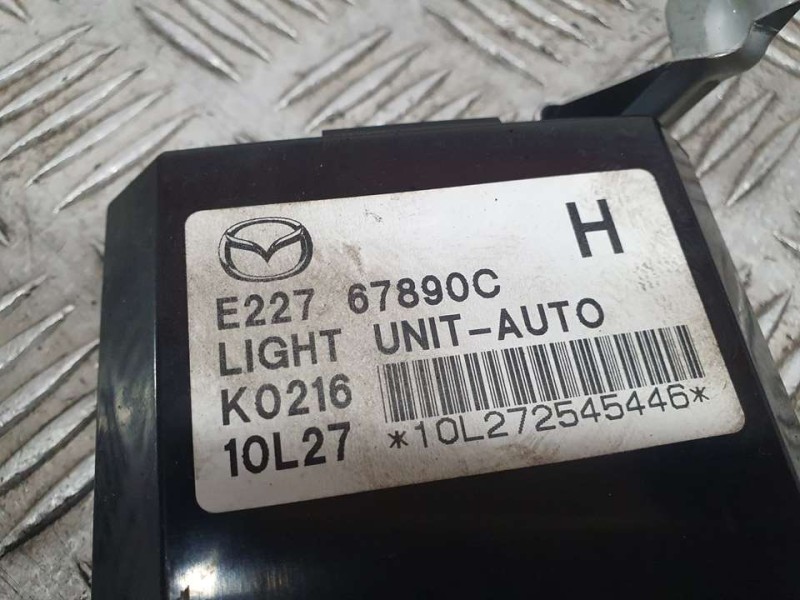 H
E227 67890C
LIGHT UNIT-AUTO
K0216
10L27
*10L272545446*